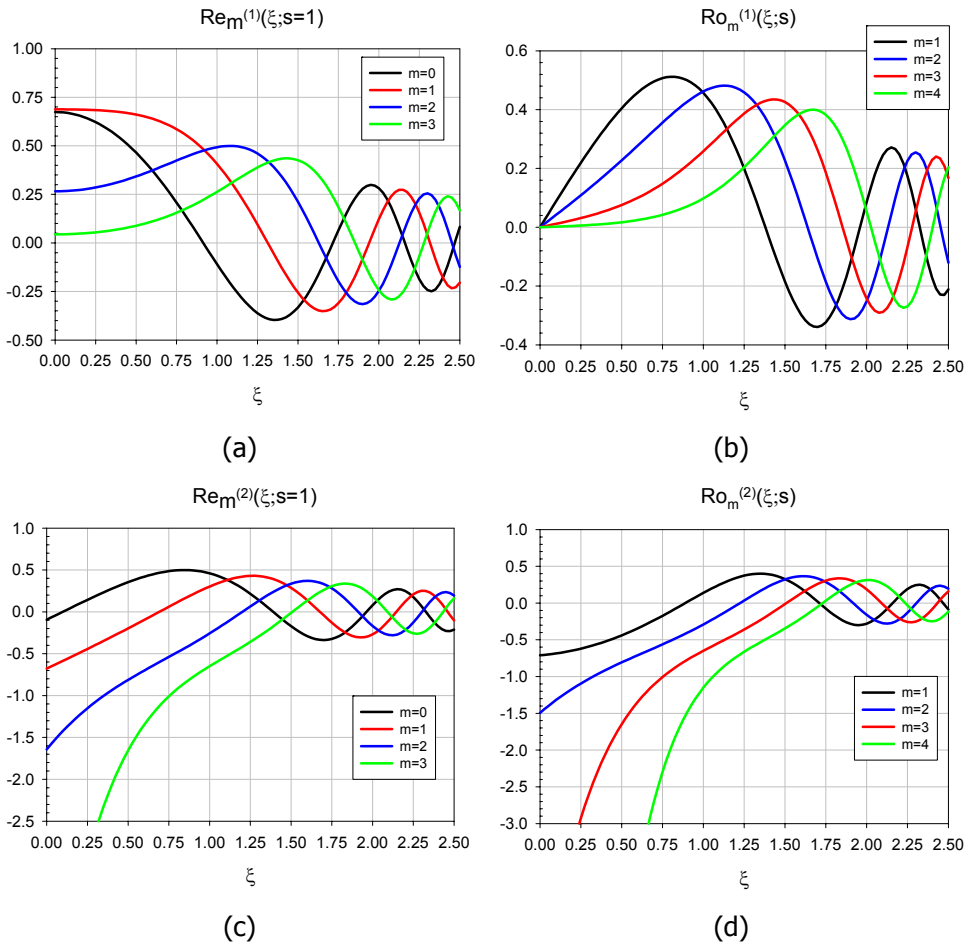 Re_m^(1)(ξ;s=1)
1.00
0.75
0.50
0.25
0.00
-0.25
-0.50
0.00 0.25 0.50 0.75 1.00 1.25 1.50 1.75 2.00 2.25 2.50
m=0
m=1
m=2
m=3
ξ
(a)
Ro_m^(1)(ξ;s)
0.6
0.4
0.2
0.0
-0.2
-0.4
0.00 0.25 0.50 0.75 1.00 1.25 1.50 1.75 2.00 2.25 2.50
m=1
m=2
m=3
m=4
ξ
(b)
Re_m^(2)(ξ;s=1)
1.0
0.5
0.0
-0.5
-1.0
-1.5
-2.0
-2.5
0.00 0.25 0.50 0.75 1.00 1.25 1.50 1.75 2.00 2.25 2.50
m=0
m=1
m=2
m=3
ξ
(c)
Ro_m^(2)(ξ;s)
1.0
0.5
0.0
-0.5
-1.0
-1.5
-2.0
-2.5
-3.0
0.00 0.25 0.50 0.75 1.00 1.25 1.50 1.75 2.00 2.25 2.50
m=1
m=2
m=3
m=4
ξ
(d)